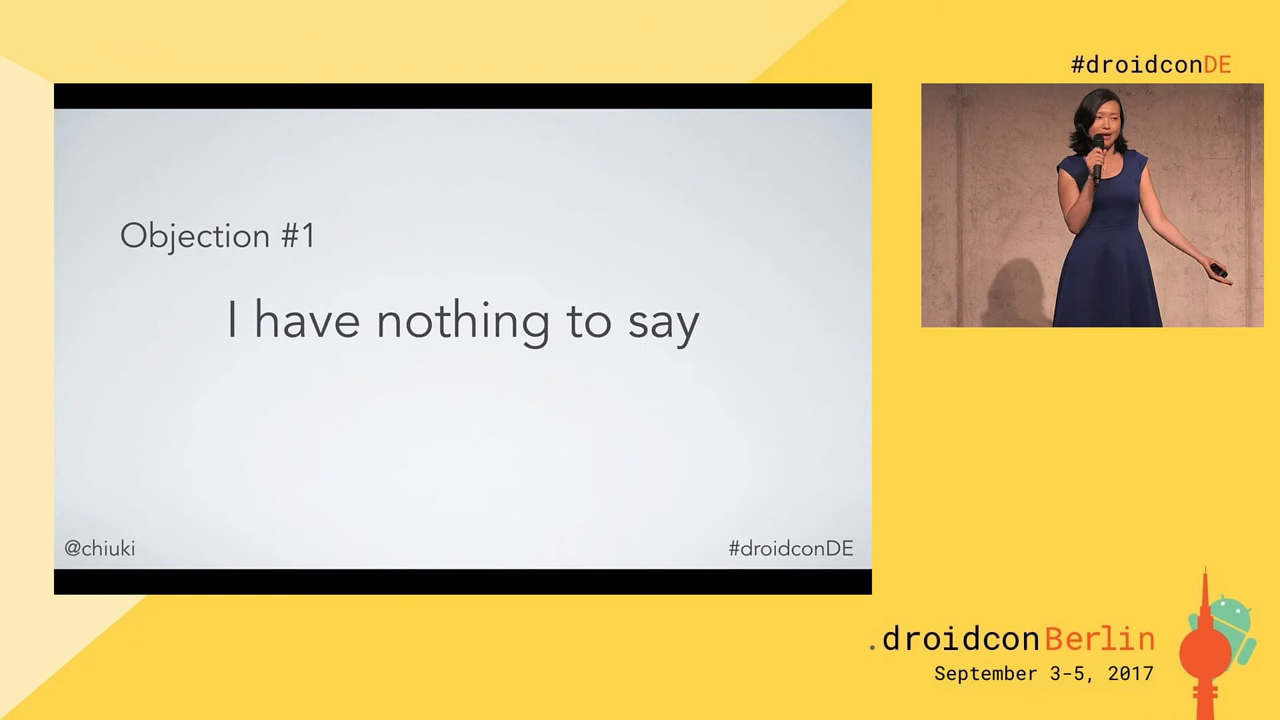 #droidconDE
Objection #1
I have nothing to say
@chiuki
#droidconDE
.droidconBerlin
September 3-5, 2017